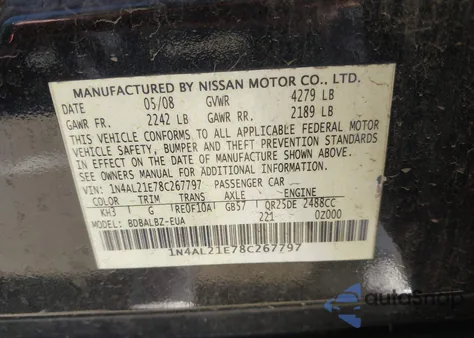 MANUFACTURED BY NISSAN MOTOR CO., LTD.
DATE 05/08 GVWR 4279 LB
GAWR FR. 2242 LB GAWR RR. 2189 LB
THIS VEHICLE CONFORMS TO ALL APPLICABLE FEDERAL MOTOR
VEHICLE SAFETY, BUMPER AND THEFT PREVENTION STANDARDS
IN EFFECT ON THE DATE OF MANUFACTURE SHOWN ABOVE. SEE
OWNERS MANUAL FOR ADDITIONAL INFORMATION.
VIN: 1N4AL21E78C267797 PASSENGER CAR
COLOR TRIM TRANS AXLE ENGINE
KH3 G RE0F10A GB57 QR25DE 2488CC
MODEL: BDBALBZ-EUA 221 02000
1N4AL21E78C267797
autoSnap